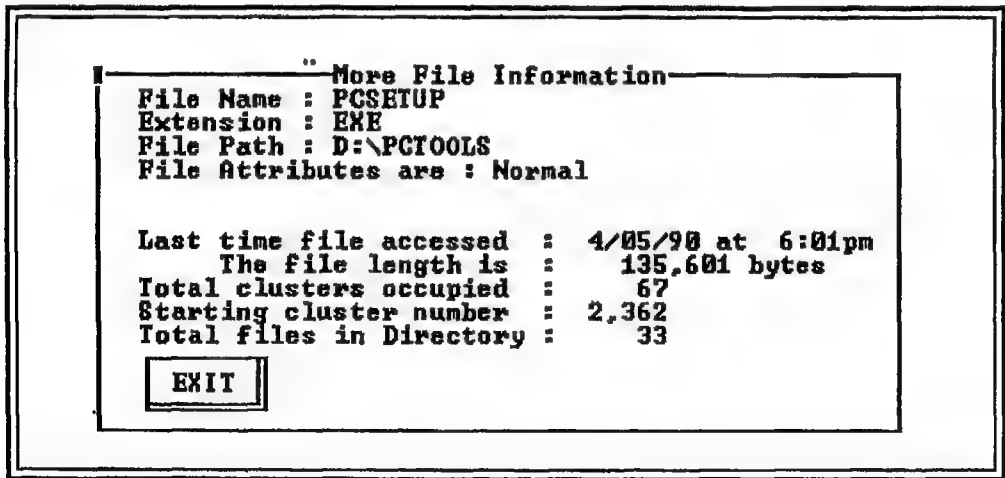 More File Information
File Name : PCSETUP
Extension : EXE
File Path : D:\PCTOOLS
File Attributes are : Normal
Last time file accessed : 4/05/90 at 6:01pm
The file length is : 135,601 bytes
Total clusters occupied : 67
Starting cluster number : 2,362
Total files in Directory : 33
EXIT